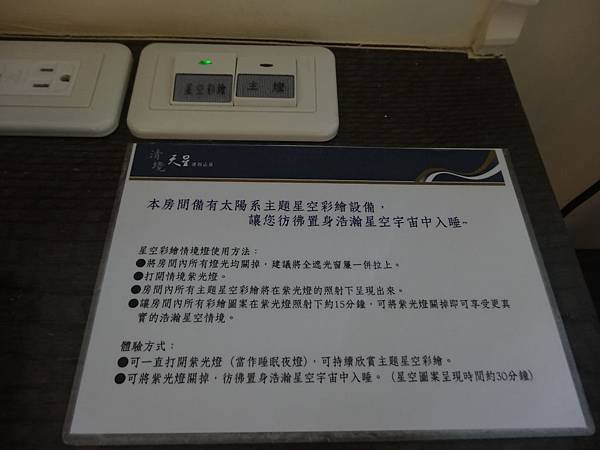 星空彩繪
主燈
清境 天星
本房間備有太陽系主題星空彩繪設備，
讓您彷彿置身浩瀚星空宇宙中入睡~
星空彩繪情境燈使用方法：
●將房間內所有燈光均關掉，建議將全遮光窗簾一併拉上。
●打開情境紫光燈。
●房間內所有主題星空彩繪將在紫光燈的照射下呈現出來。
●讓房間內所有彩繪圖案在紫光燈照射下約15分鐘，可將紫光燈關掉即可享受更真
實的浩瀚星空情境。
體驗方式：
●可一直打開紫光燈（當作睡眠夜燈），可持續欣賞主題星空彩繪。
●可將紫光燈關掉，彷彿置身浩瀚星空宇宙中入睡。（星空圖案呈現時間約30分鐘）